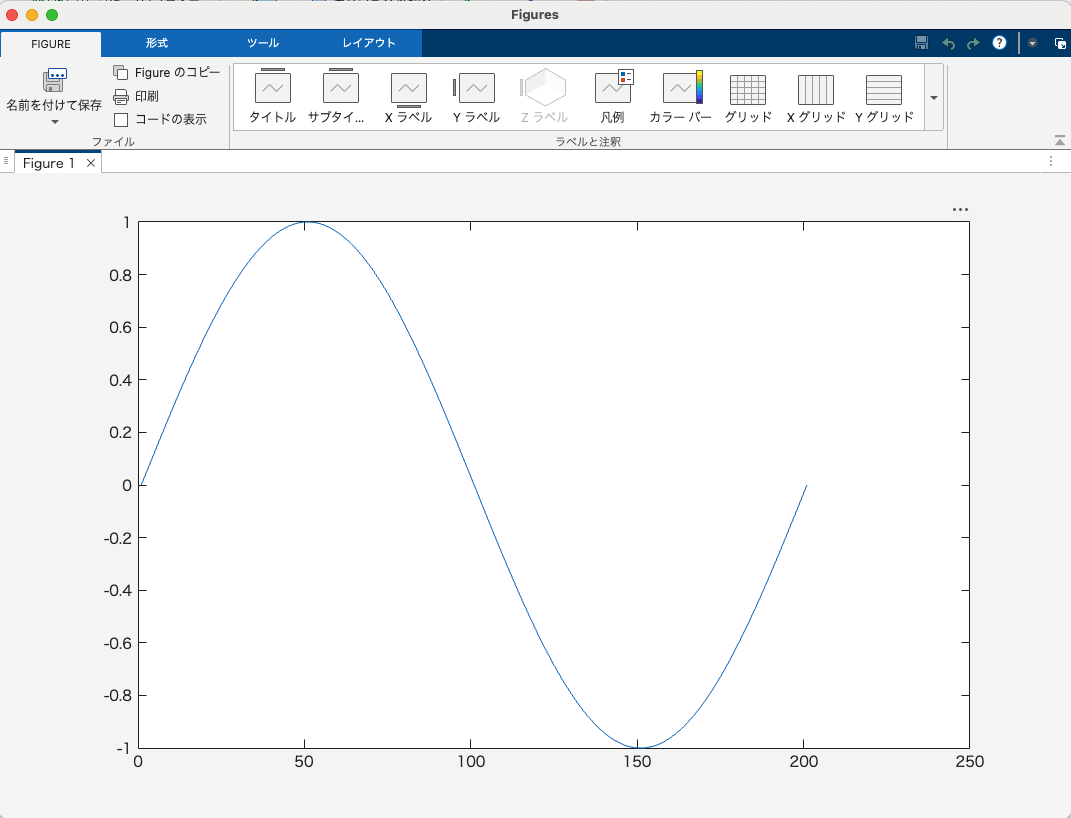 Figures
FIGURE 形式 ツール レイアウト
名前を付けて保存
Figure のコピー
印刷
コードの表示
ファイル
タイトル サブタイ... X ラベル Y ラベル Z ラベル 凡例 カラー バー グリッド X グリッド Y グリッド
ラベルと注釈
Figure 1
1
0.8
0.6
0.4
0.2
0
-0.2
-0.4
-0.6
-0.8
-1
0 50 100 150 200 250